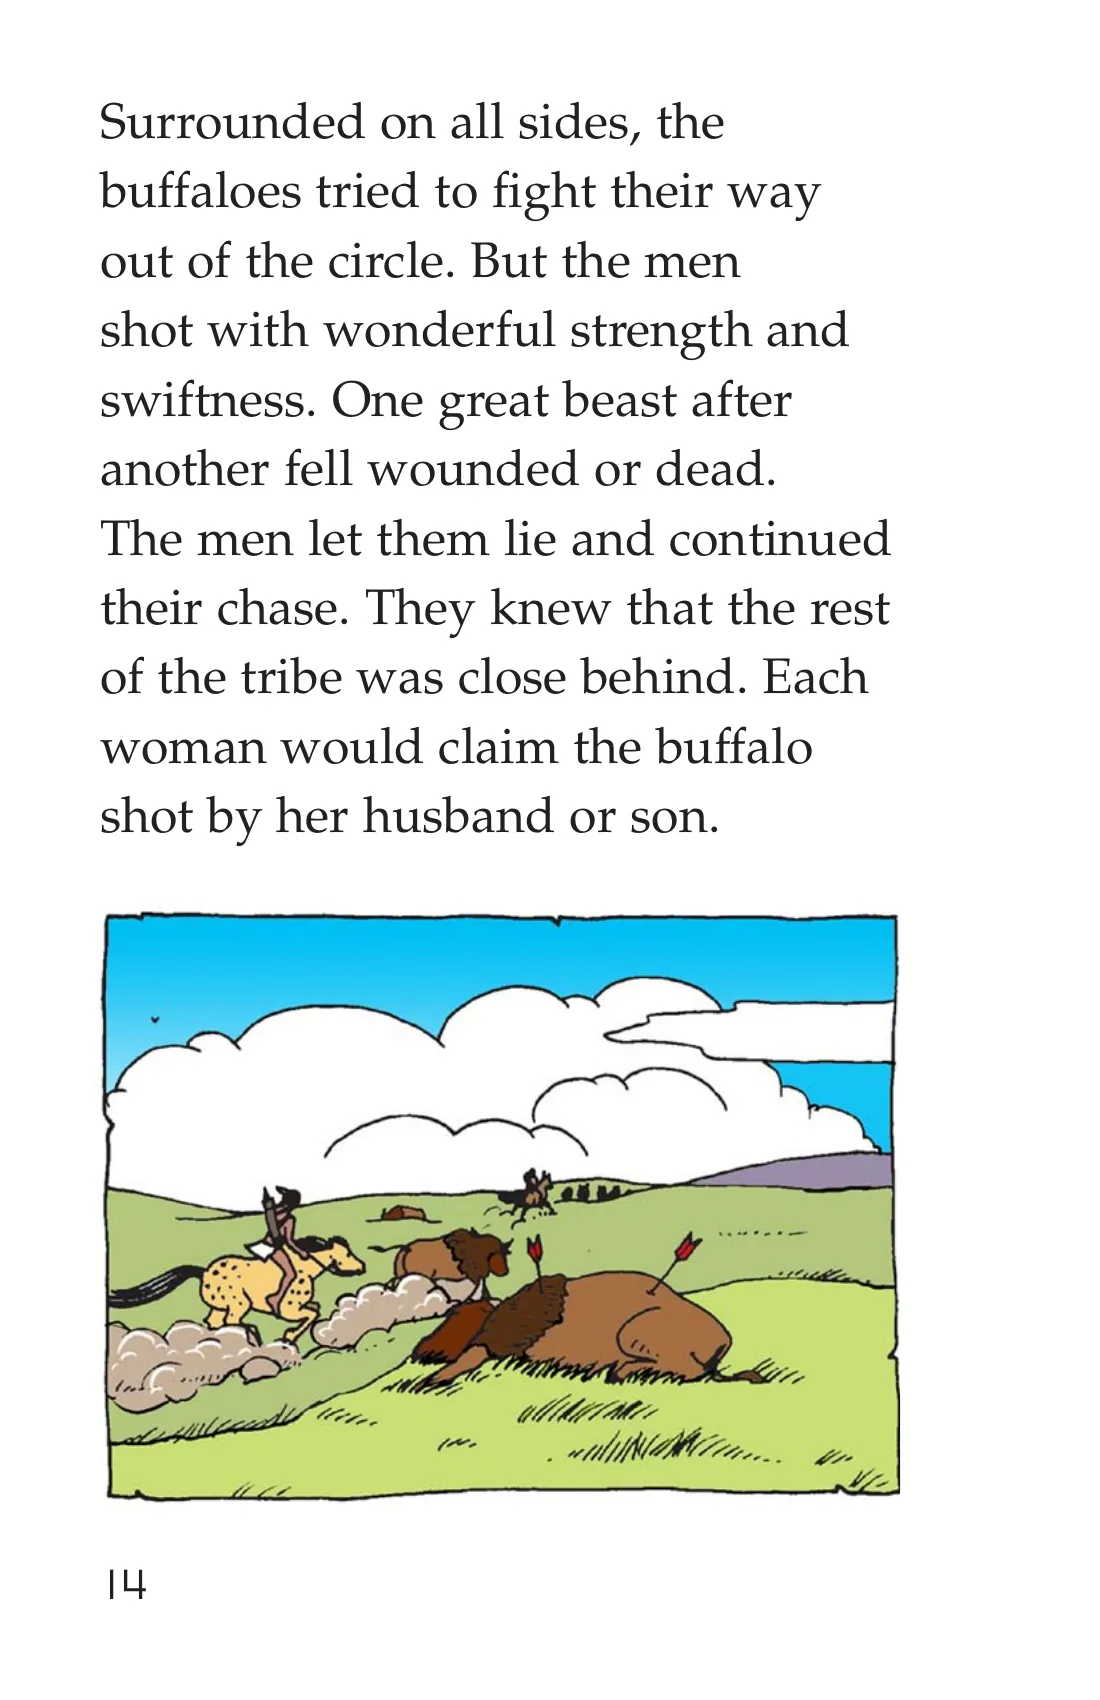 Surrounded on all sides, the
buffaloes tried to fight their way
out of the circle. But the men
shot with wonderful strength and
swiftness. One great beast after
another fell wounded or dead.
The men let them lie and continued
their chase. They knew that the rest
of the tribe was close behind. Each
woman would claim the buffalo
shot by her husband or son.
14